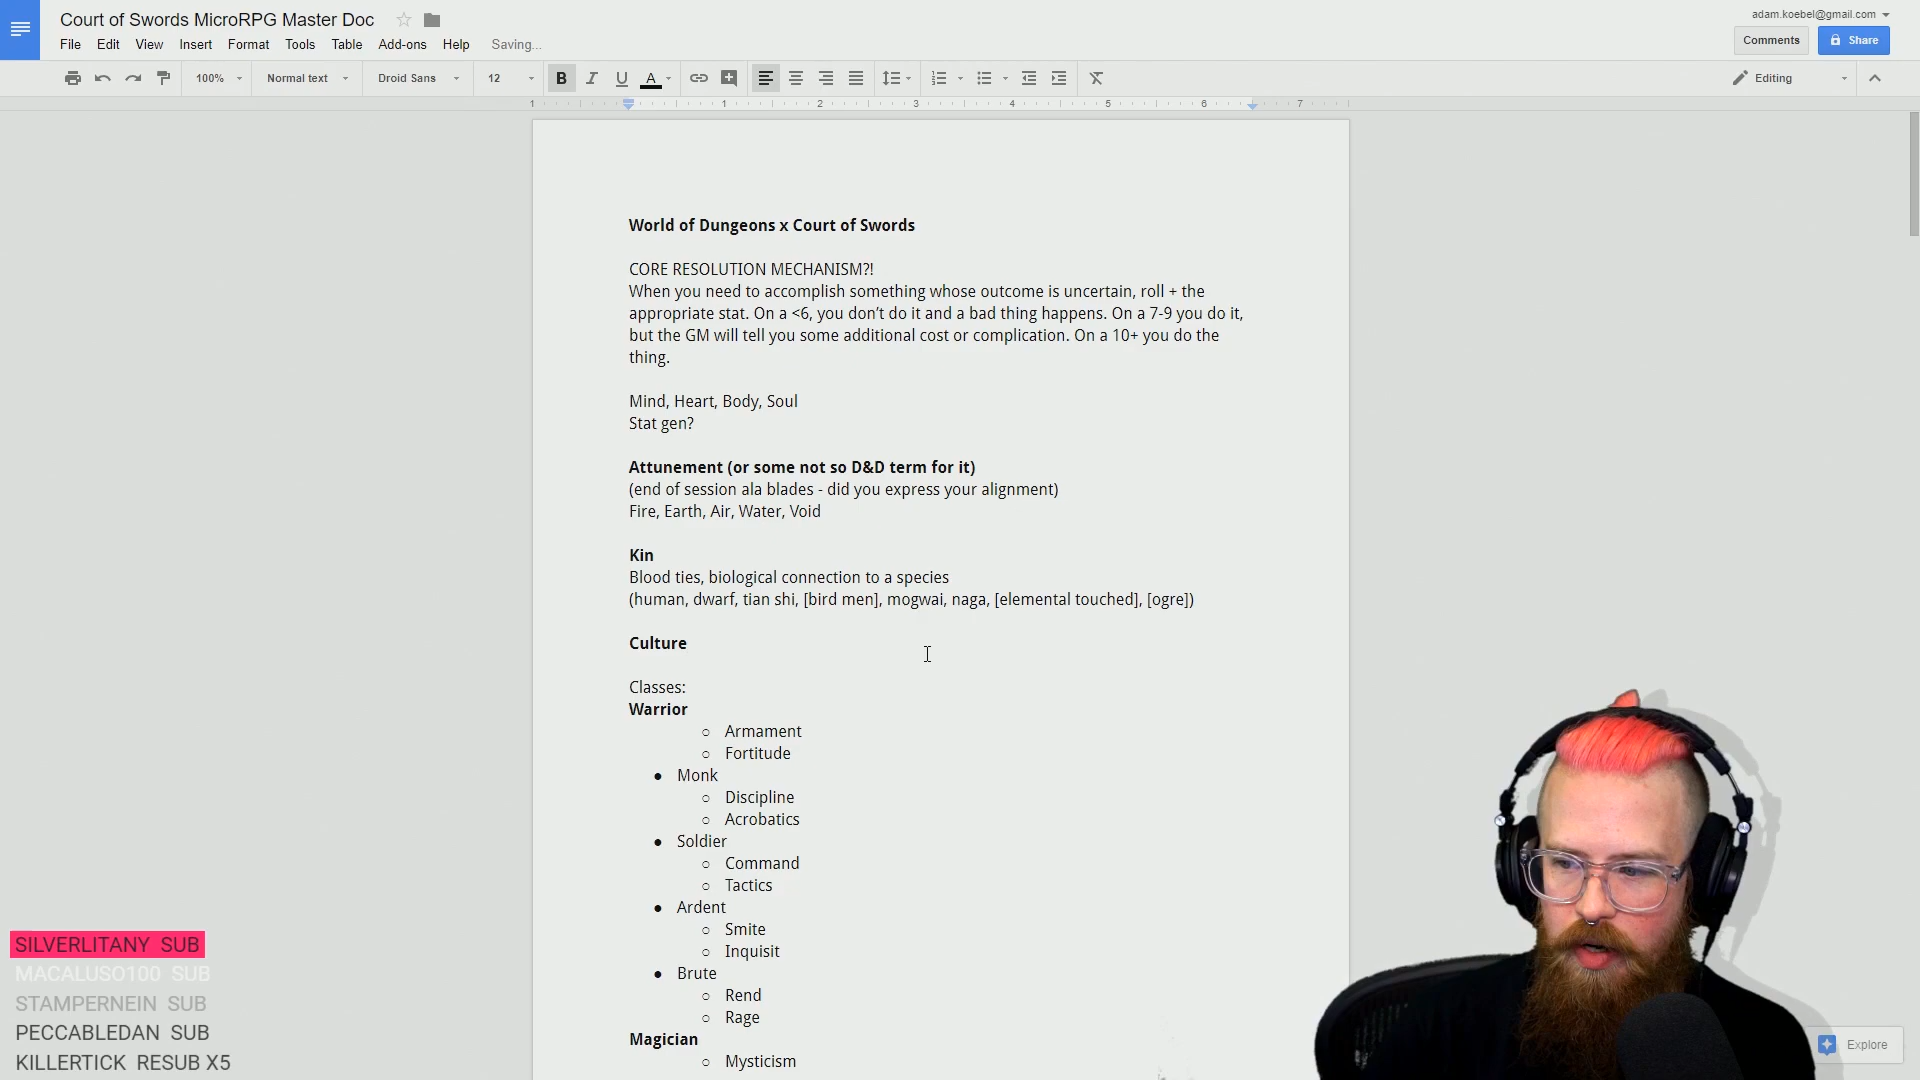 Court of Swords MicroRPG Master Doc
adam.koebel@gmail.com
File Edit View Insert Format Tools Table Add-ons Help Saving...
Comments Share
100% Normal text Droid Sans 12 B I U A Editing
1 1 2 3 4 5 6 7
World of Dungeons x Court of Swords
CORE RESOLUTION MECHANISM?!
When you need to accomplish something whose outcome is uncertain, roll + the
appropriate stat. On a <6, you don’t do it and a bad thing happens. On a 7-9 you do it,
but the GM will tell you some additional cost or complication. On a 10+ you do the
thing.
Mind, Heart, Body, Soul
Stat gen?
Attunement (or some not so D&D term for it)
(end of session ala blades - did you express your alignment)
Fire, Earth, Air, Water, Void
Kin
Blood ties, biological connection to a species
(human, dwarf, tian shi, [bird men], mogwai, naga, [elemental touched], [ogre])
Culture
Classes:
Warrior
○ Armament
○ Fortitude
● Monk
○ Discipline
○ Acrobatics
● Soldier
○ Command
○ Tactics
● Ardent
○ Smite
○ Inquisit
● Brute
○ Rend
○ Rage
Magician
○ Mysticism
SILVERLITANY SUB
MACALUSO100 SUB
STAMPERNEIN SUB
PECCABLEDAN SUB
KILLERTICK RESUB X5
Explore